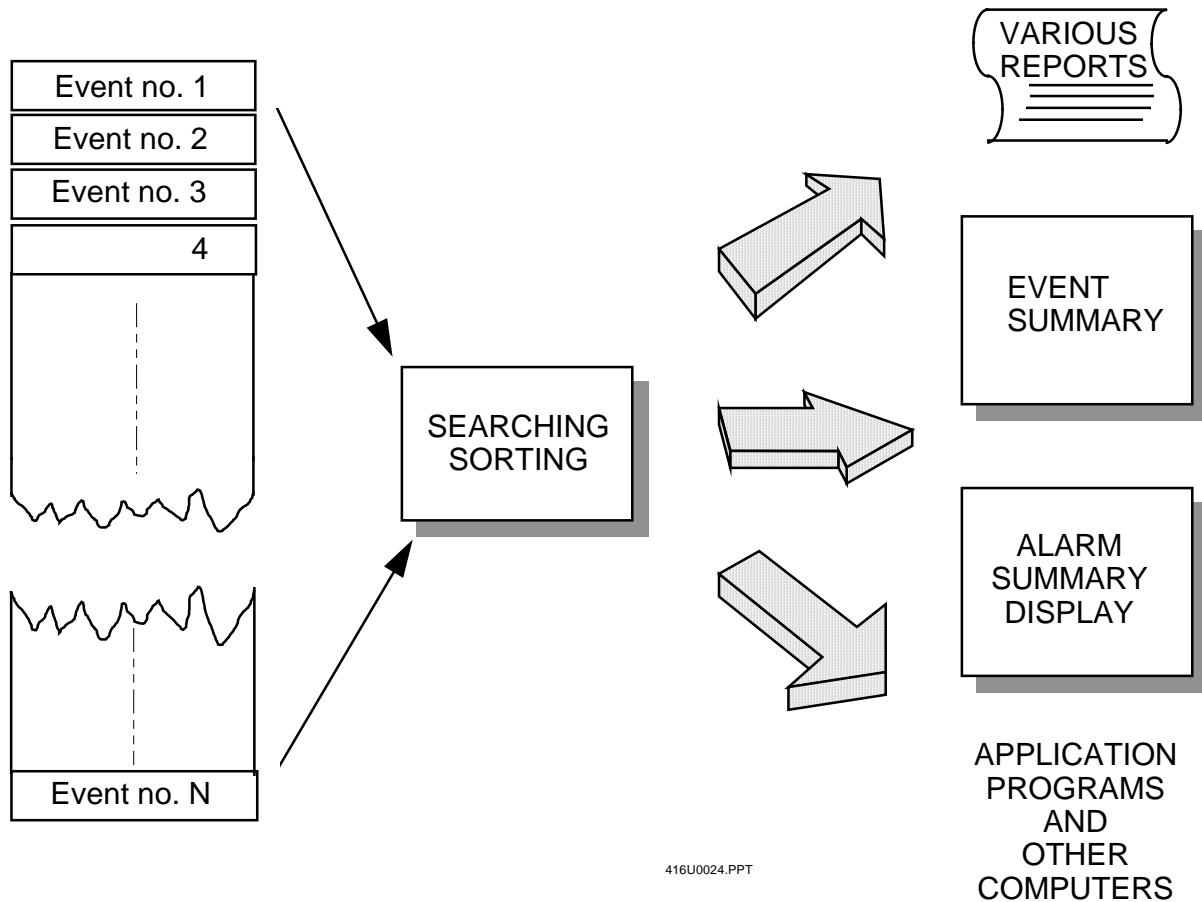 Event no. 1
Event no. 2
Event no. 3
4
Event no. N
SEARCHING
SORTING
VARIOUS
REPORTS
EVENT
SUMMARY
ALARM
SUMMARY
DISPLAY
APPLICATION
PROGRAMS
AND
OTHER
COMPUTERS
416U0024.PPT